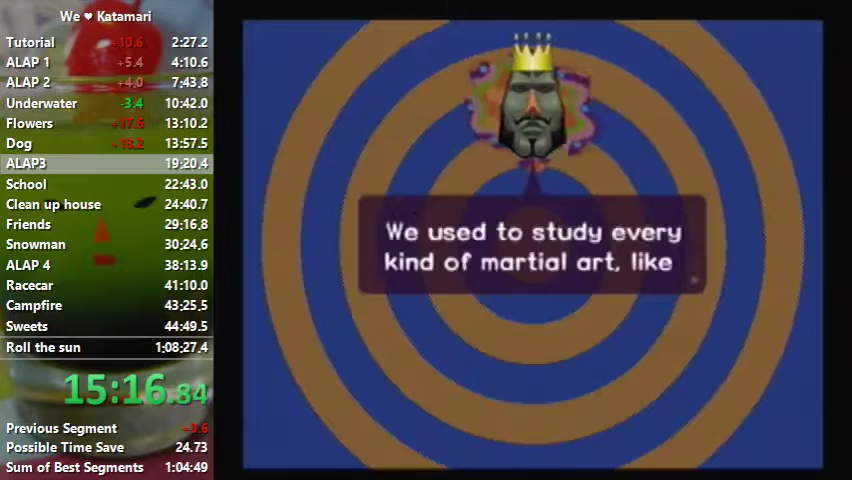 We ♥ Katamari
Tutorial +10.6 2:27.2
ALAP 1 +5.4 4:10.6
ALAP 2 +4.0 7:43.8
Underwater -3.4 10:42.0
Flowers +17.6 13:10.2
Dog +18.2 13:57.5
ALAP3 19:20.4
School 22:43.0
Clean up house 24:40.7
Friends 29:16.8
Snowman 30:24.6
ALAP 4 38:13.9
Racecar 41:10.0
Campfire 43:25.5
Sweets 44:49.5
Roll the sun 1:08:27.4
15:16.84
Previous Segment +0.6
Possible Time Save 24.73
Sum of Best Segments 1:04:49
We used to study every
kind of martial art, like